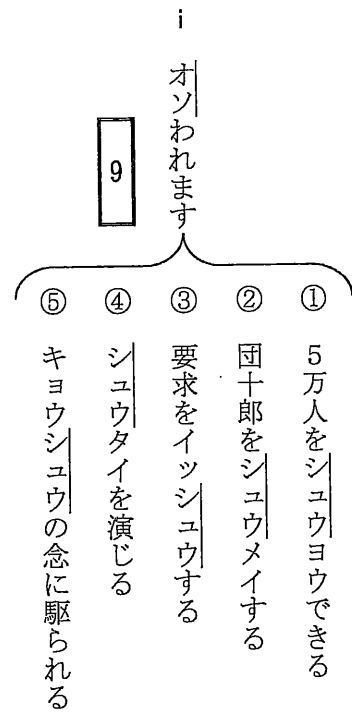 i
オソわれます
9
① 5万人をシュウヨウできる
② 団十郎をシュウメイする
③ 要求をイッシュウする
④ シュウタイを演じる
⑤ キョウシュウの念に駆られる